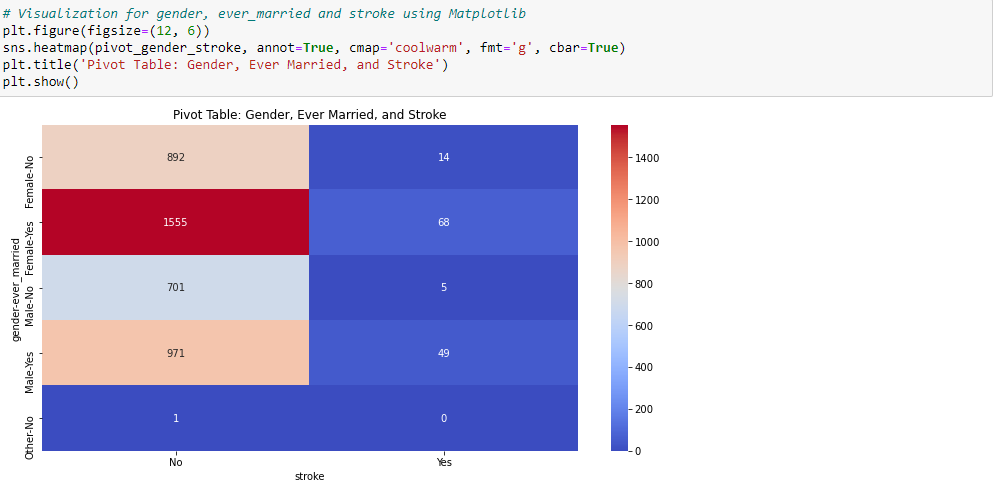 # Visualization for gender, ever_married and stroke using Matplotlib
plt.figure(figsize=(12, 6))
sns.heatmap(pivot_gender_stroke, annot=True, cmap='coolwarm', fmt='g', cbar=True)
plt.title('Pivot Table: Gender, Ever Married, and Stroke')
plt.show()
Pivot Table: Gender, Ever Married, and Stroke
gender-ever_married
Female-No
892
14
Female-Yes
1555
68
Male-No
701
5
Male-Yes
971
49
Other-No
1
0
No
Yes
stroke
1400
1200
1000
800
600
400
200
0